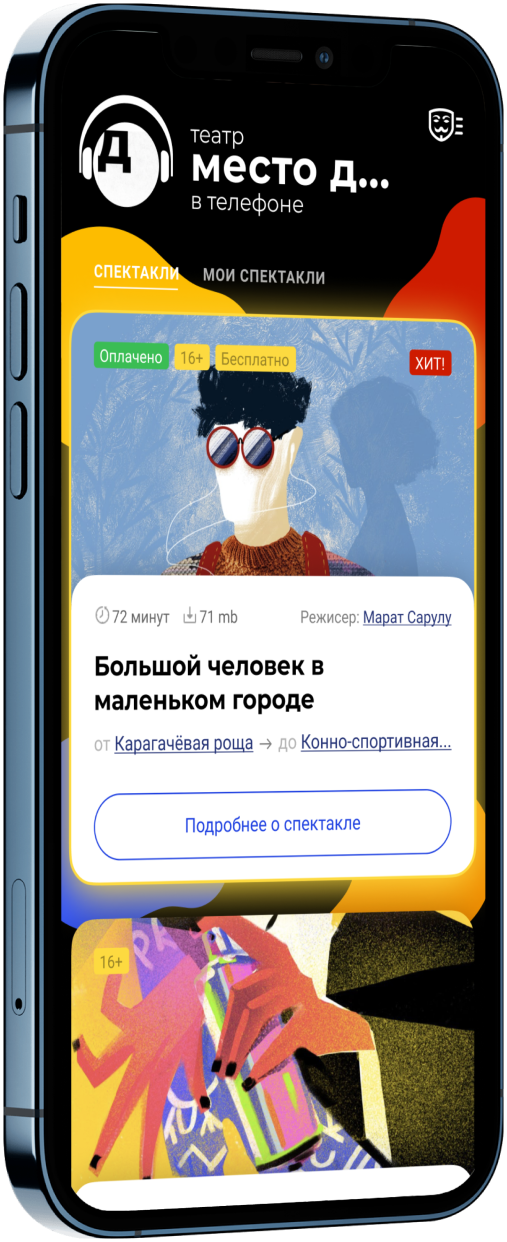 Д
театр
место д...
в телефоне
СПЕКТАКЛИ МОИ СПЕКТАКЛИ
Оплачено 16+ Бесплатно ХИТ!
72 минут 71 mb Режисер: Марат Сарулу
Большой человек в
маленьком городе
от Карагачёвая роща → до Конно-спортивная...
Подробнее о спектакле
16+